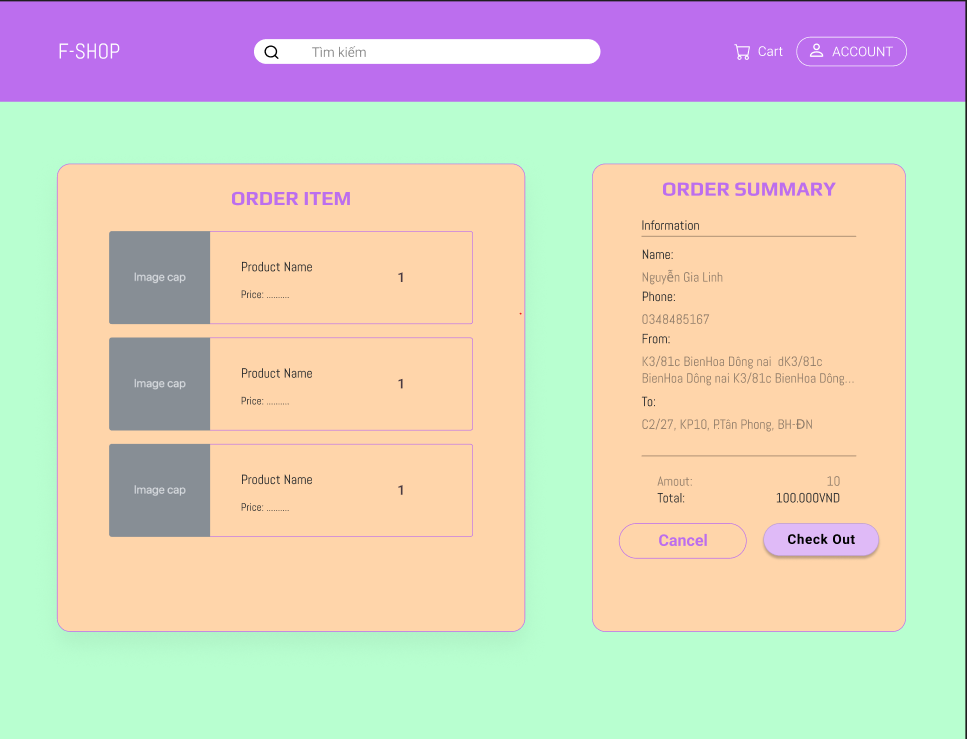 F-SHOP
Tìm kiếm
Cart
ACCOUNT
ORDER ITEM
Image cap
Product Name
1
Price: ..........
Image cap
Product Name
1
Price: ..........
Image cap
Product Name
1
Price: ..........
ORDER SUMMARY
Information
Name:
Nguyễn Gia Linh
Phone:
0348485167
From:
K3/81c BienHoa Dông nai dK3/81c
BienHoa Dông nai K3/81c BienHoa Dông...
To:
C2/27, KP10, P.Tân Phong, BH-ĐN
Amout: 10
Total: 100.000VND
Cancel
Check Out